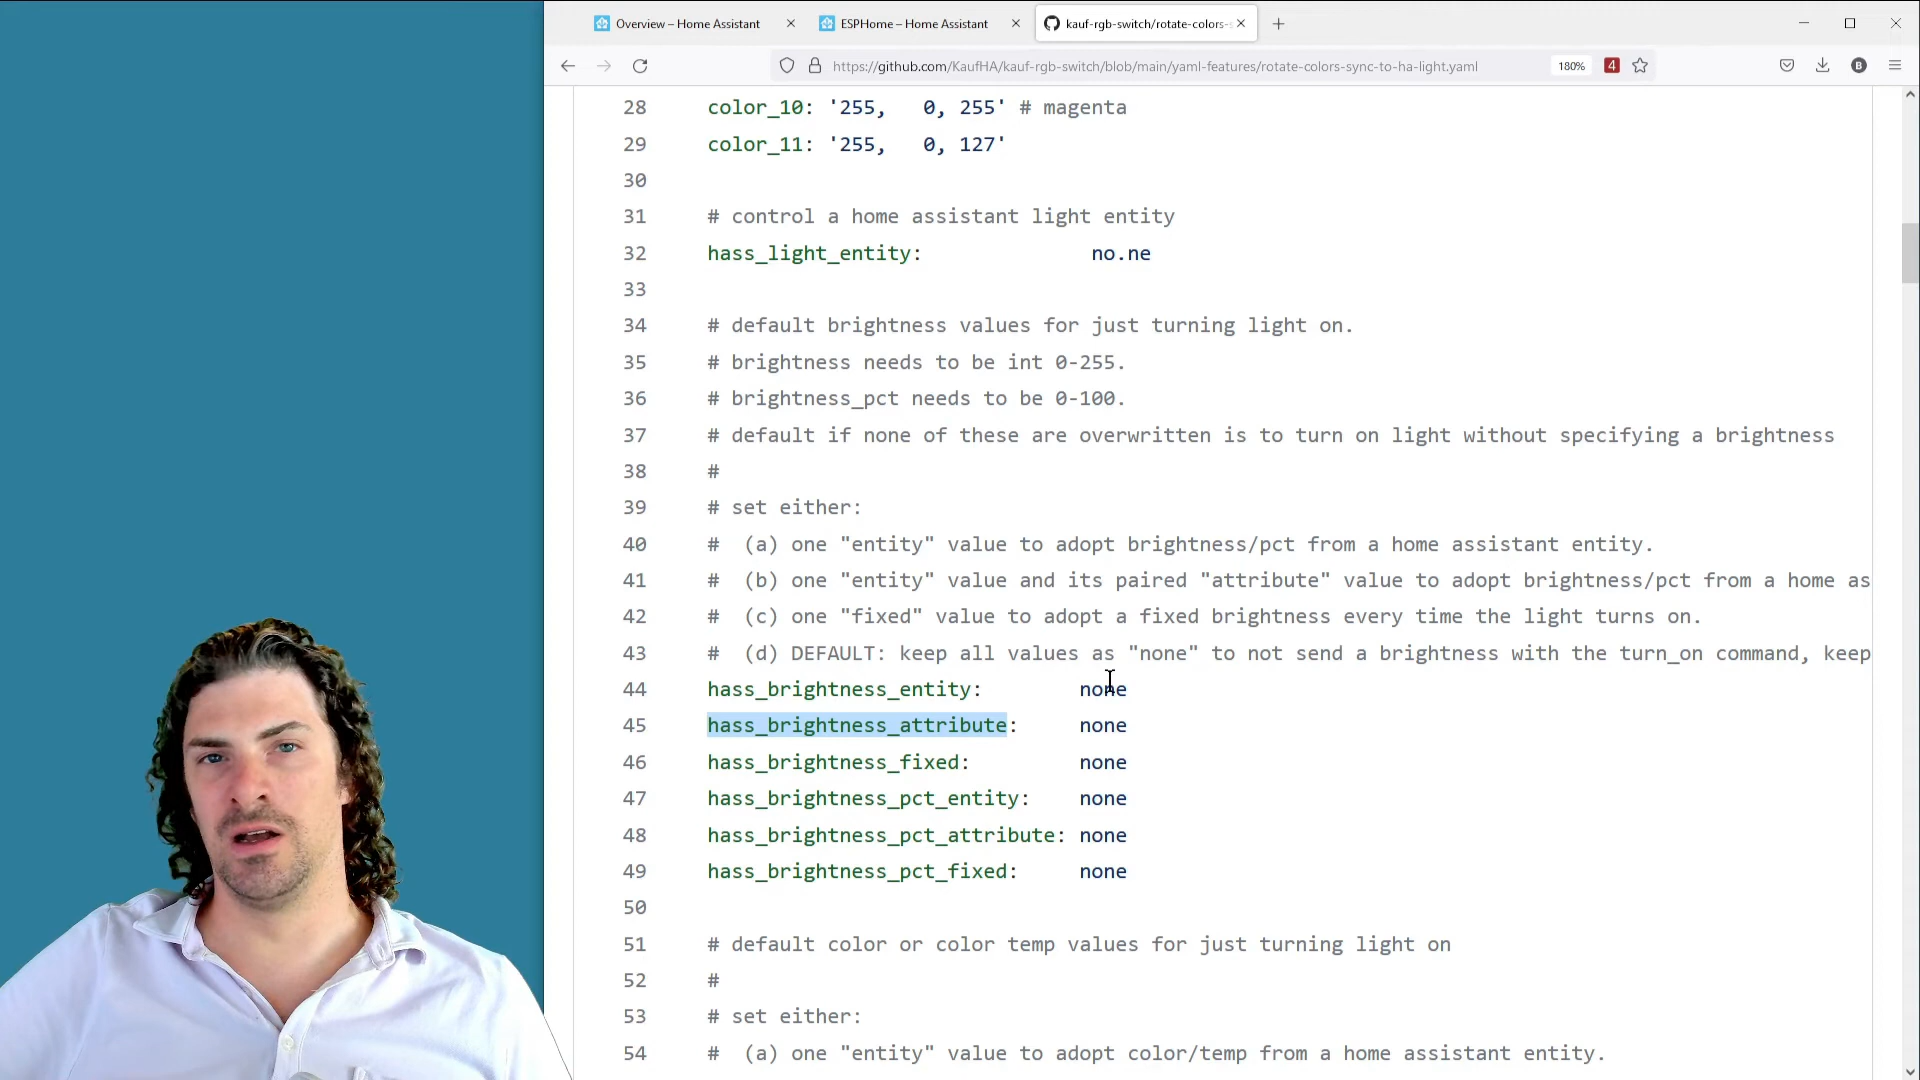 Overview – Home Assistant
ESPHome – Home Assistant
kauf-rgb-switch/rotate-colors-
https://github.com/KaufHA/kauf-rgb-switch/blob/main/yaml-features/rotate-colors-sync-to-ha-light.yaml
180%
4
B
28 color_10: '255,   0, 255' # magenta
29 color_11: '255,   0, 127'
30
31 # control a home assistant light entity
32 hass_light_entity: no.ne
33
34 # default brightness values for just turning light on.
35 # brightness needs to be int 0-255.
36 # brightness_pct needs to be 0-100.
37 # default if none of these are overwritten is to turn on light without specifying a brightness
38 #
39 # set either:
40 #  (a) one "entity" value to adopt brightness/pct from a home assistant entity.
41 #  (b) one "entity" value and its paired "attribute" value to adopt brightness/pct from a home as
42 #  (c) one "fixed" value to adopt a fixed brightness every time the light turns on.
43 #  (d) DEFAULT: keep all values as "none" to not send a brightness with the turn_on command, keep
44 hass_brightness_entity: none
45 hass_brightness_attribute: none
46 hass_brightness_fixed: none
47 hass_brightness_pct_entity: none
48 hass_brightness_pct_attribute: none
49 hass_brightness_pct_fixed: none
50
51 # default color or color temp values for just turning light on
52 #
53 # set either:
54 #  (a) one "entity" value to adopt color/temp from a home assistant entity.